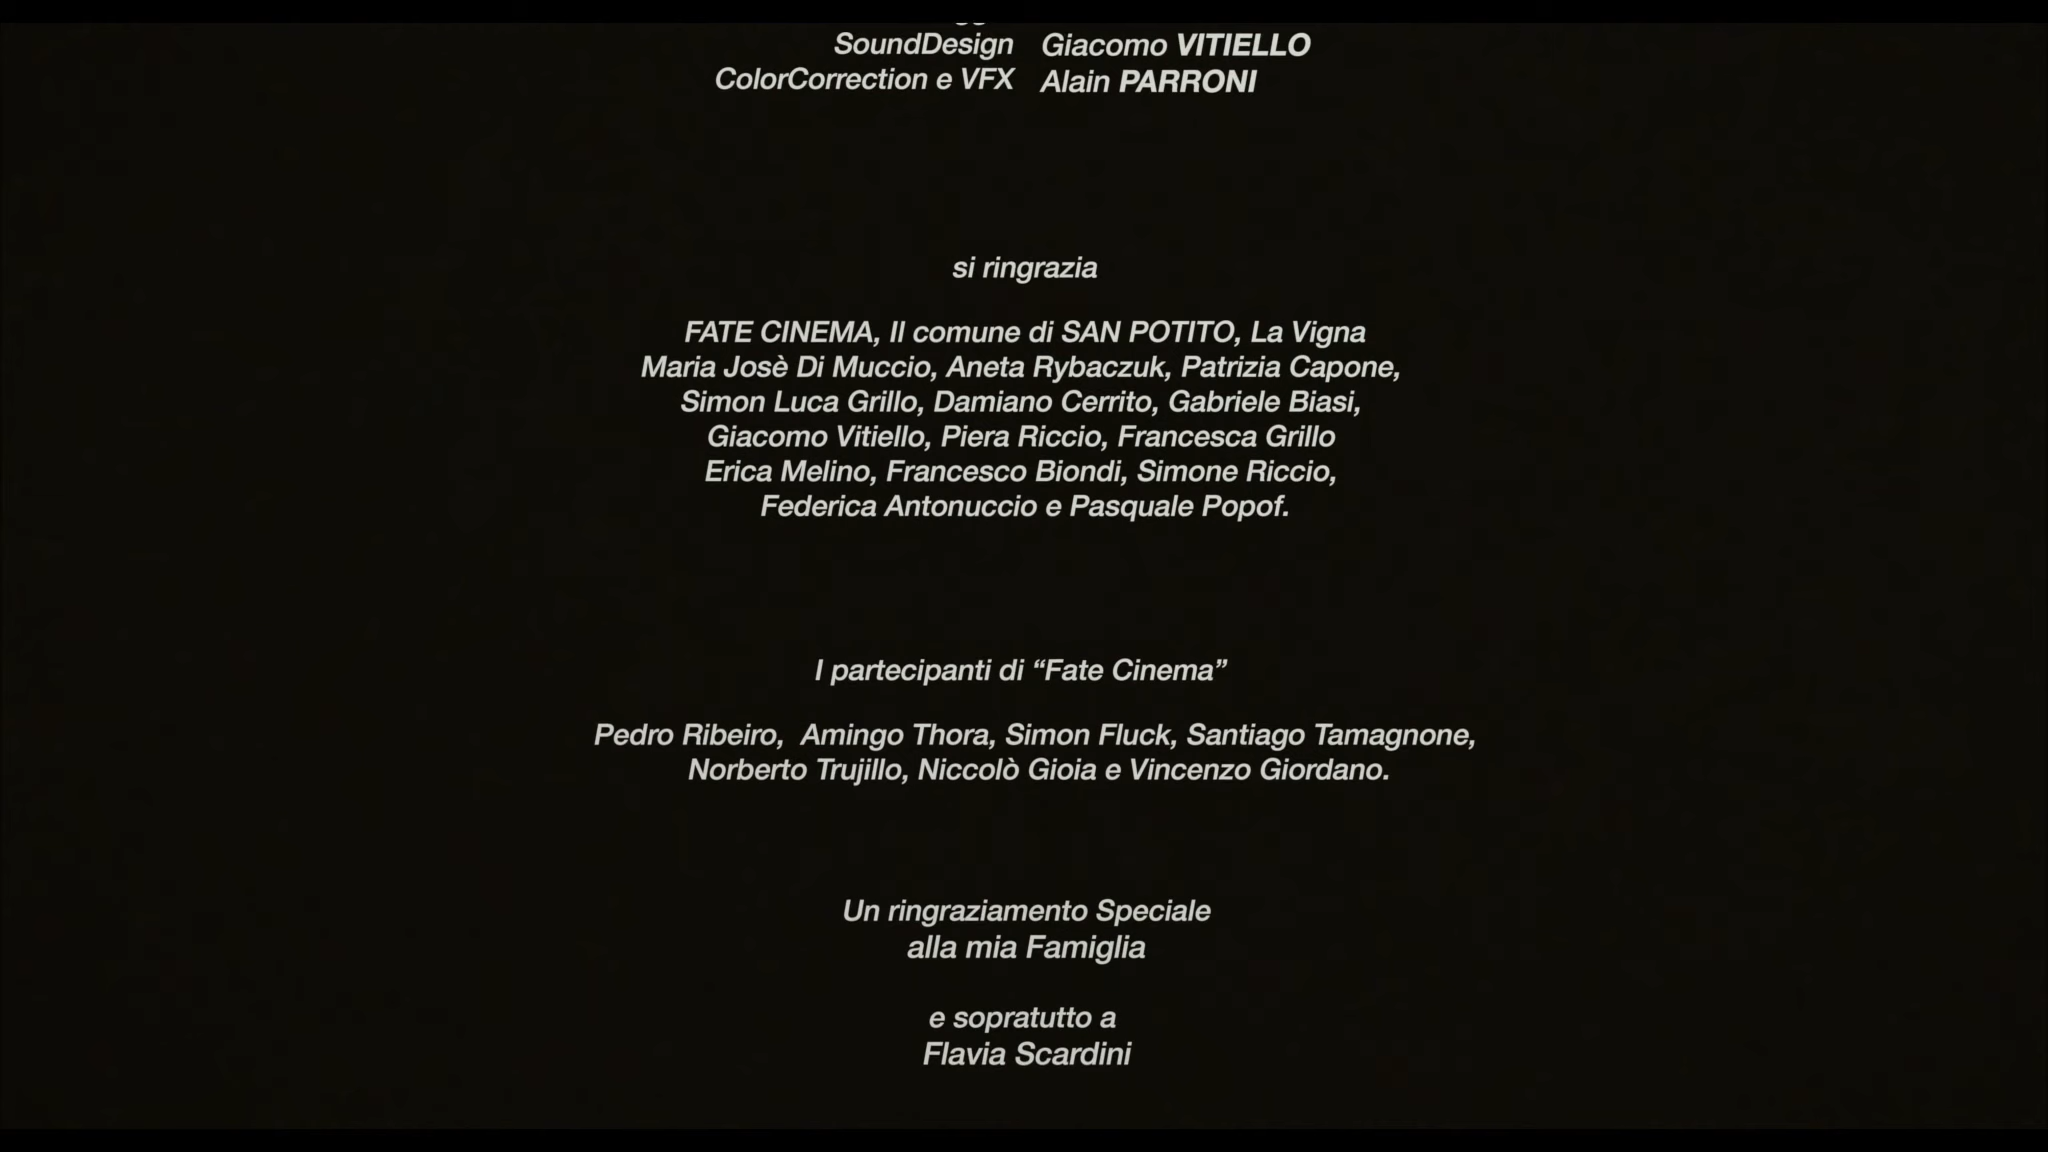 SoundDesign Giacomo VITIELLO
ColorCorrection e VFX Alain PARRONI
si ringrazia
FATE CINEMA, Il comune di SAN POTITO, La Vigna
Maria Josè Di Muccio, Aneta Rybaczuk, Patrizia Capone,
Simon Luca Grillo, Damiano Cerrito, Gabriele Biasi,
Giacomo Vitiello, Piera Riccio, Francesca Grillo
Erica Melino, Francesco Biondi, Simone Riccio,
Federica Antonuccio e Pasquale Popof.
I partecipanti di “Fate Cinema”
Pedro Ribeiro, Amingo Thora, Simon Fluck, Santiago Tamagnone,
Norberto Trujillo, Niccolò Gioia e Vincenzo Giordano.
Un ringraziamento Speciale
alla mia Famiglia
e sopratutto a
Flavia Scardini